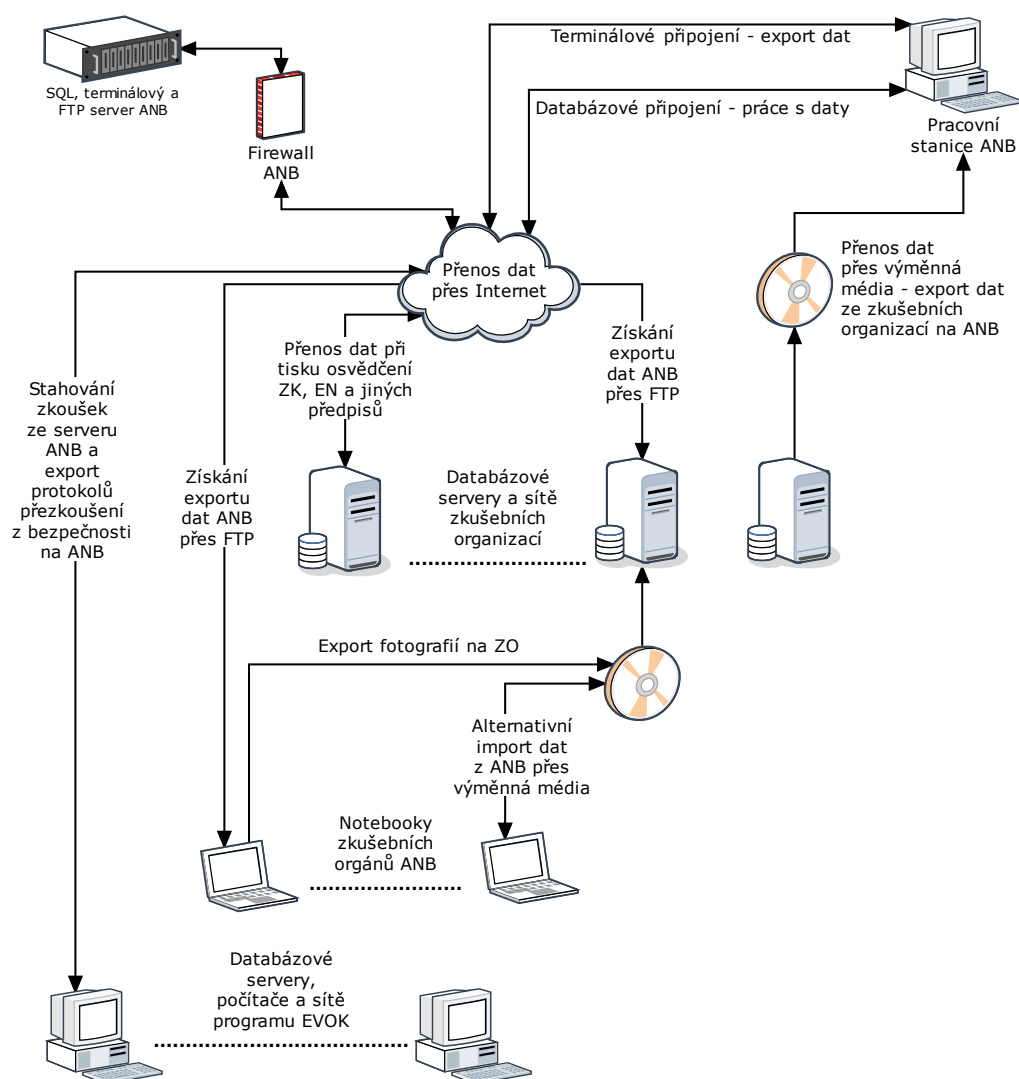 Terminálové připojení - export dat
SQL, terminálový a
FTP server ANB
Databázové připojení - práce s daty
Pracovní
stanice ANB
Firewall
ANB
Přenos dat
přes Internet
Přenos dat
přes výměnná
média - export dat
ze zkušebních
organizací na ANB
Přenos dat při
tisku osvědčení
ZK, EN a jiných
předpisů
Získání
exportu
dat ANB
přes FTP
Stahování
zkoušek
ze serveru
ANB a
export
protokolů
přezkoušení
z bezpečnosti
na ANB
Získání
exportu
dat ANB
přes FTP
Databázové
servery a sítě
zkušebních
organizací
Export fotografií na ZO
Alternativní
import dat
z ANB přes
výměnná média
Notebooky
zkušebních
orgánů ANB
Databázové
servery,
počítače a sítě
programu EVOK